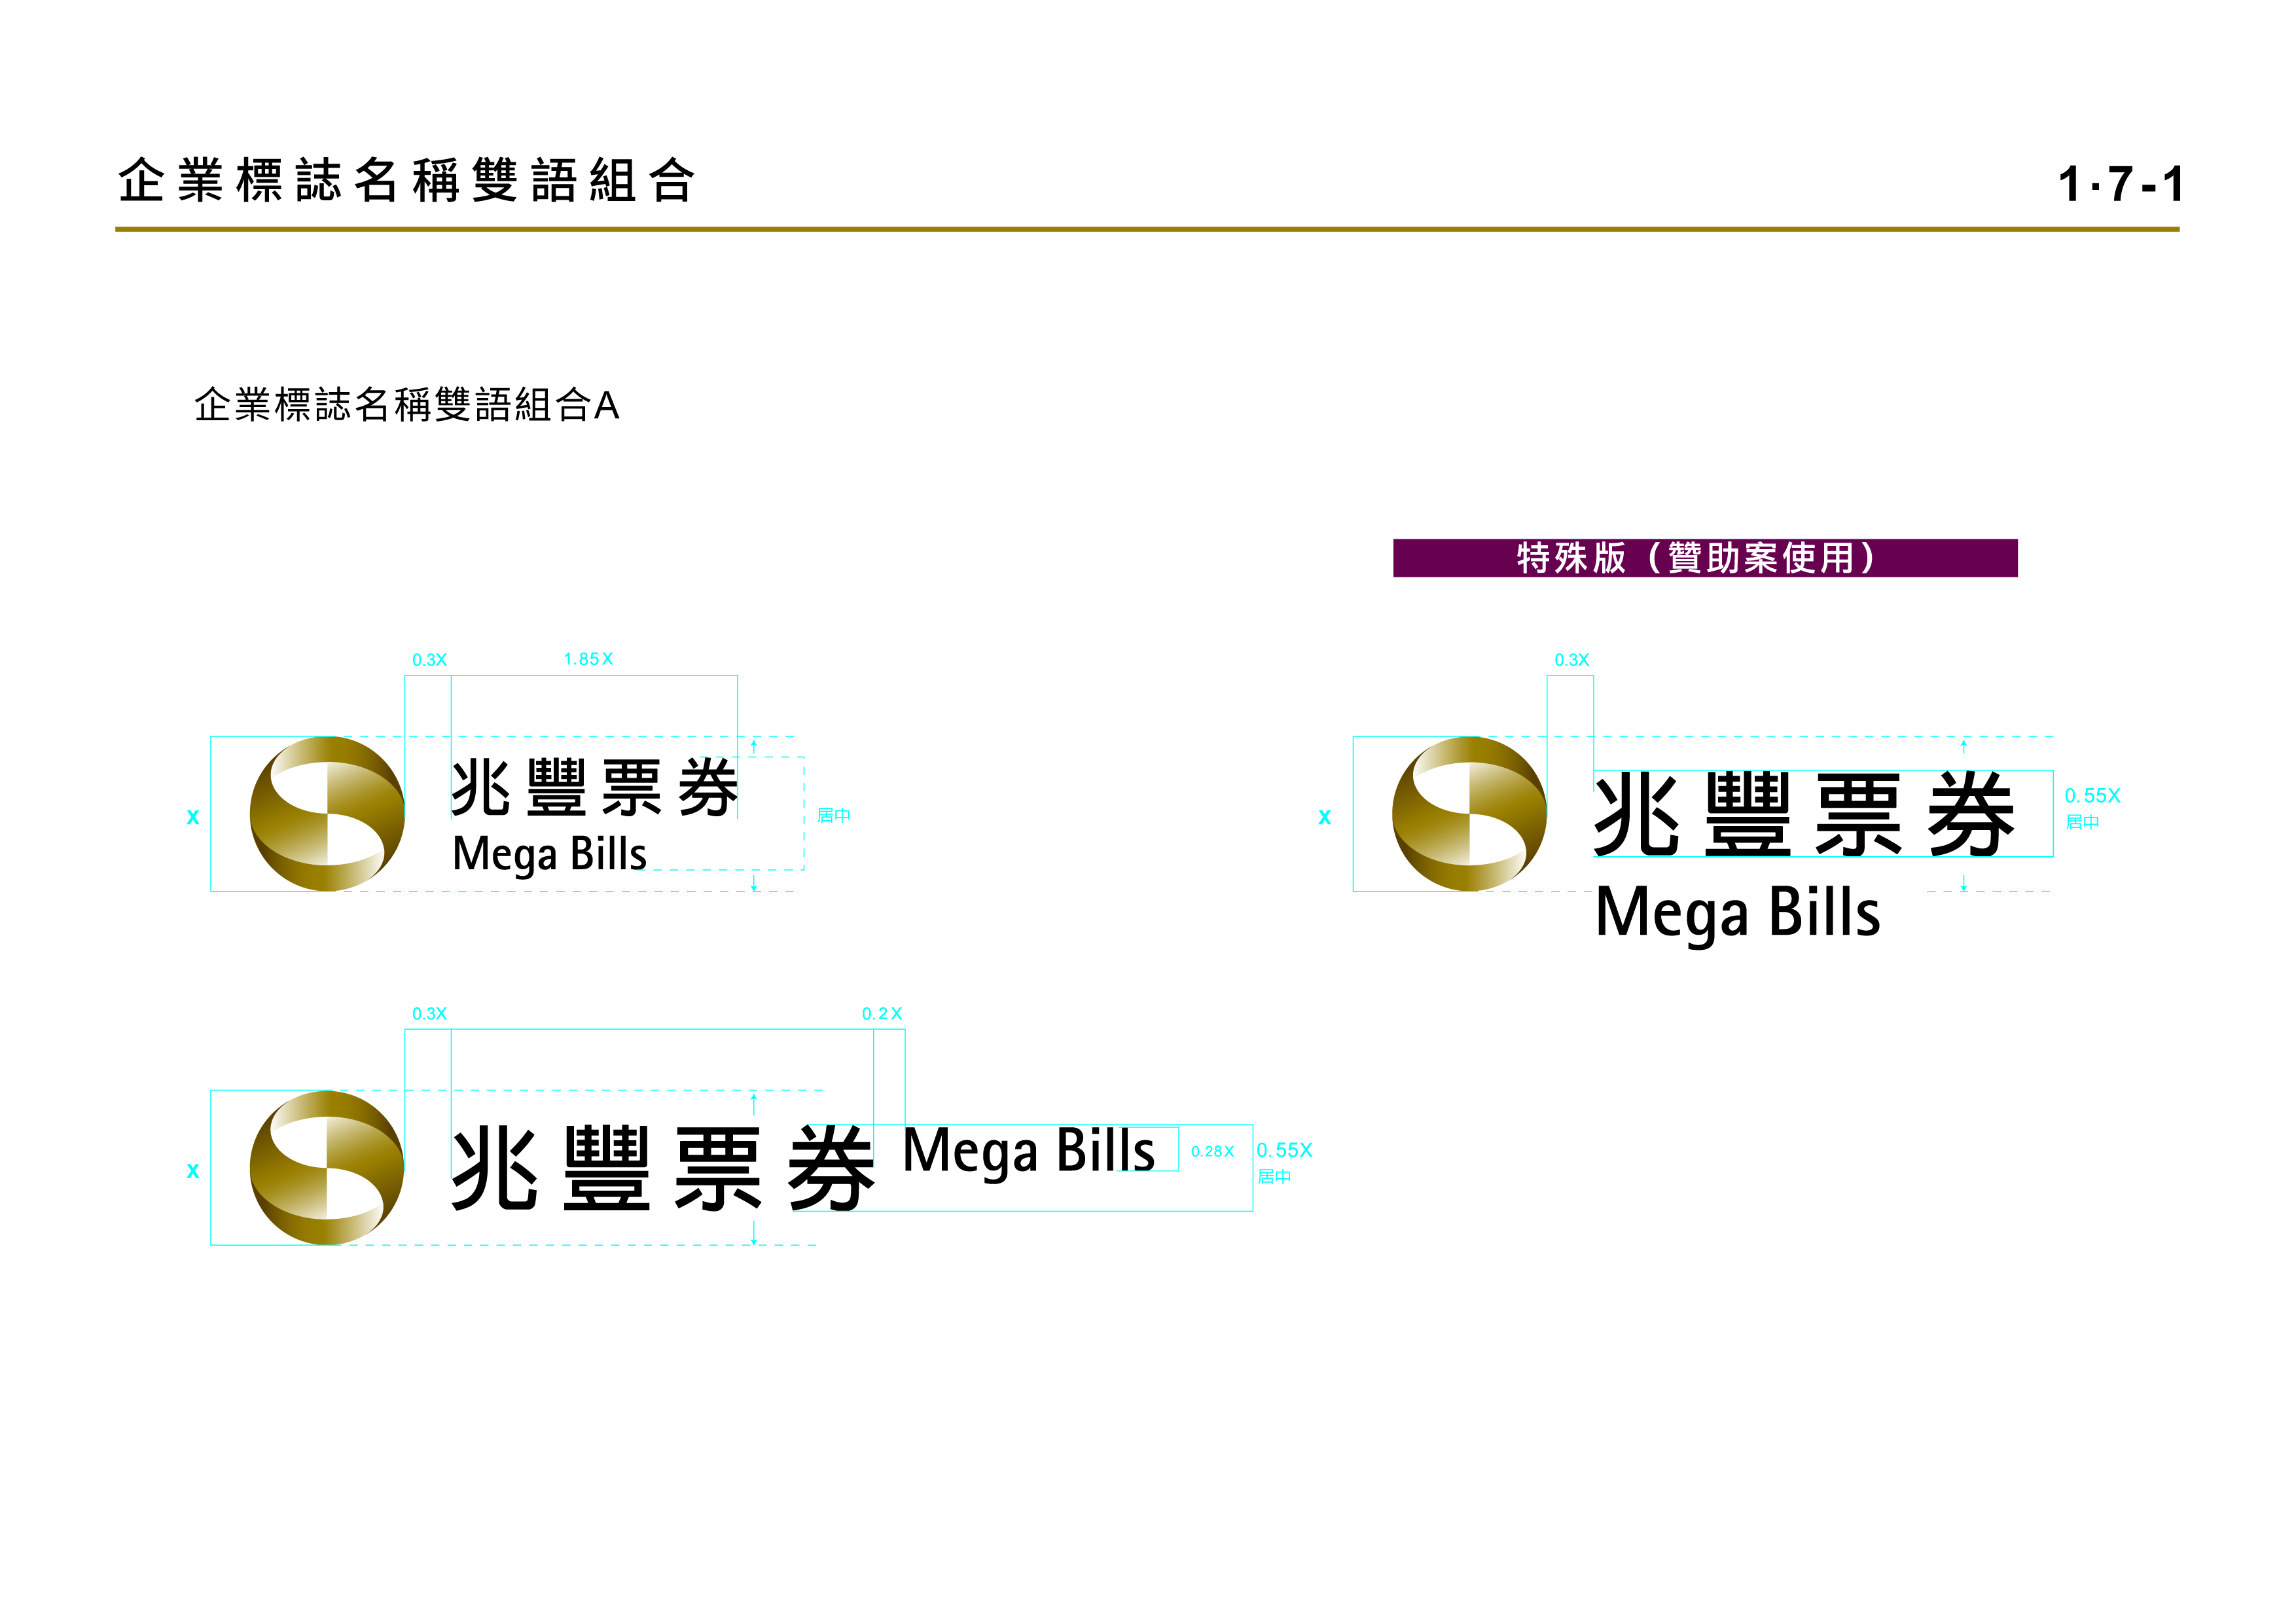 企業標誌名稱雙語組合
1·7-1
企業標誌名稱雙語組合A
特殊版（贊助案使用）
0.3X
1.85X
X
兆豐票券
Mega Bills
居中
0.3X
X
兆豐票券
Mega Bills
0.55X
居中
0.3X
0.2X
X
兆豐票券
Mega Bills
0.28X
0.55X
居中